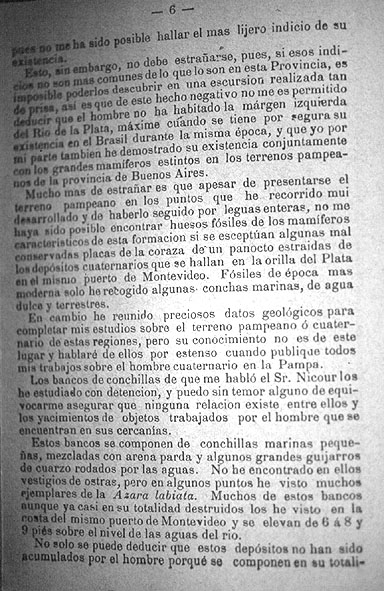 — 6 —
pues no me ha sido posible hallar el mas lijero indicio de su
existencia.
Esto, sin embargo, no debe estrañarse, pues, si esos indi-
cios no son mas comunes de lo que lo son en esta Provincia, es
imposible poderlos descubrir en una escursion realizada tan
de prisa, así es que de este hecho negativo no me es permitido
deducir que el hombre no ha habitado la márgen izquierda
del Rio de la Plata, máxime cuando se tiene por segura su
existencia en el Brasil durante la misma época, y que yo por
mi parte tambien he demostrado su existencia conjuntamente
con los grandes mamíferos estintos en los terrenos pampea-
nos de la provincia de Buenos Aires.
Mucho mas de estrañar es que apesar de presentarse el
terreno pampeano en los puntos que he recorrido mui
desarrollado y de haberlo seguido por leguas enteras, no me
haya sido posible encontrar huesos fósiles de los mamíferos
característicos de esta formacion si se esceptúan algunas mal
conservadas placas de la coraza de un panocto estraidas de
los depósitos cuaternarios que se hallan en la orilla del Plata
en el mismo puerto de Montevideo. Fósiles de época mas
moderna solo he recogido algunas conchas marinas, de agua
dulce y terrestres.
En cambio he reunido preciosos datos geológicos para
completar mis estudios sobre el terreno pampeano ó cuater-
nario de estas regiones, pero su conocimiento no es de este
lugar y hablaré de ellos por estenso cuando publique todos
mis trabajos sobre el hombre cuaternario en la Pampa.
Los bancos de conchillas de que me habló el Sr. Nicour los
he estudiado con detencion, y puedo sin temor alguno de equi-
vocarme asegurar que ninguna relacion existe entre ellos y
los yacimientos de objetos trabajados por el hombre que se
encuentran en sus cercanías.
Estos bancos se componen de conchillas marinas peque-
ñas, mezcladas con arena parda y algunos grandes guijarros
de cuarzo rodados por las aguas. No he encontrado en ellos
vestigios de ostras, pero en algunos puntos he visto muchos
ejemplares de la Azara labiata. Muchos de estos bancos
aunque ya casi en su totalidad destruidos los he visto en la
costa del mismo puerto de Montevideo y se elevan de 6 á 8 y
9 piés sobre el nivel de las aguas del rio.
No solo se puede deducir que estos depósitos no han sido
acumulados por el hombre porqué se componen en su totali-